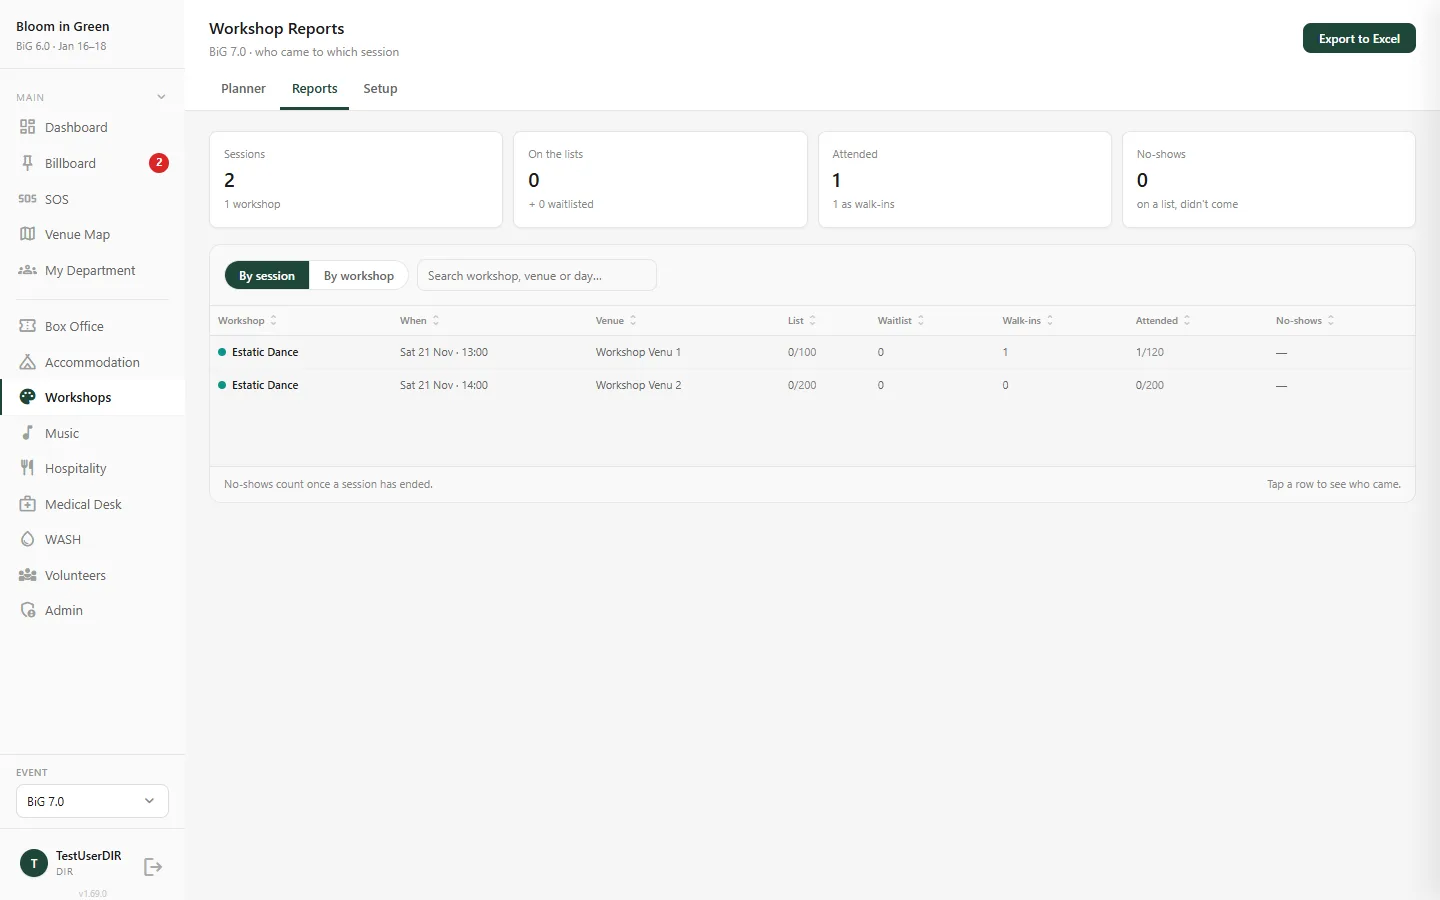 Bloom in Green
BiG 6.0 · Jan 16–18
MAIN
Dashboard
Billboard 2
SOS SOS
Venue Map
My Department
Box Office
Accommodation
Workshops
Music
Hospitality
Medical Desk
WASH
Volunteers
Admin
EVENT
BiG 7.0
T TestUserDIR
DIR
v1.69.0
Workshop Reports
BiG 7.0 · who came to which session
Export to Excel
Planner Reports Setup
Sessions
2
1 workshop
On the lists
0
+ 0 waitlisted
Attended
1
1 as walk-ins
No-shows
0
on a list, didn't come
By session By workshop Search workshop, venue or day...
Workshop When Venue List Waitlist Walk-ins Attended No-shows
Estatic Dance Sat 21 Nov · 13:00 Workshop Venu 1 0/100 0 1 1/120 —
Estatic Dance Sat 21 Nov · 14:00 Workshop Venu 2 0/200 0 0 0/200 —
No-shows count once a session has ended. Tap a row to see who came.